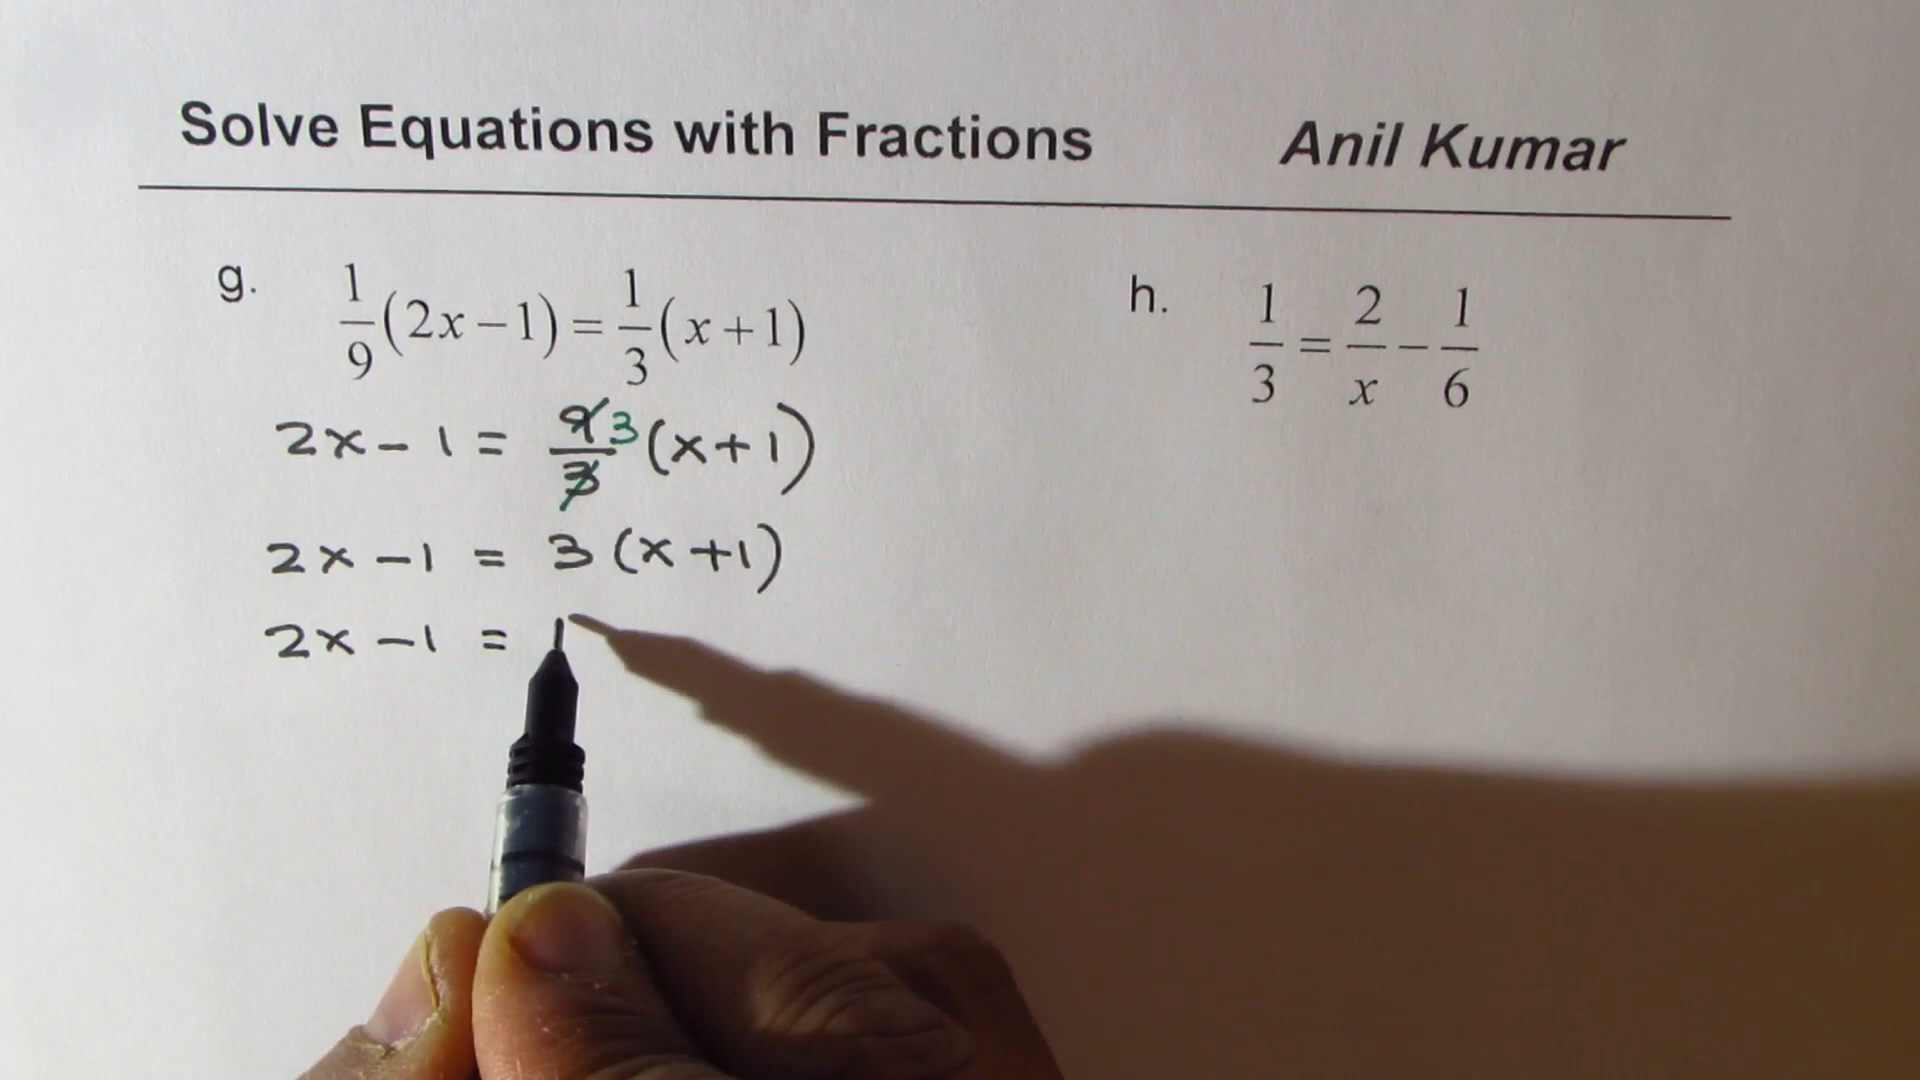 Solve Equations with Fractions Anil Kumar
g. 1/9 (2x − 1) = 1/3 (x + 1)
h. 1/3 = 2/x − 1/6
2x − 1 = 9/3 3 (x + 1)
2x − 1 = 3 (x + 1)
2x − 1 =